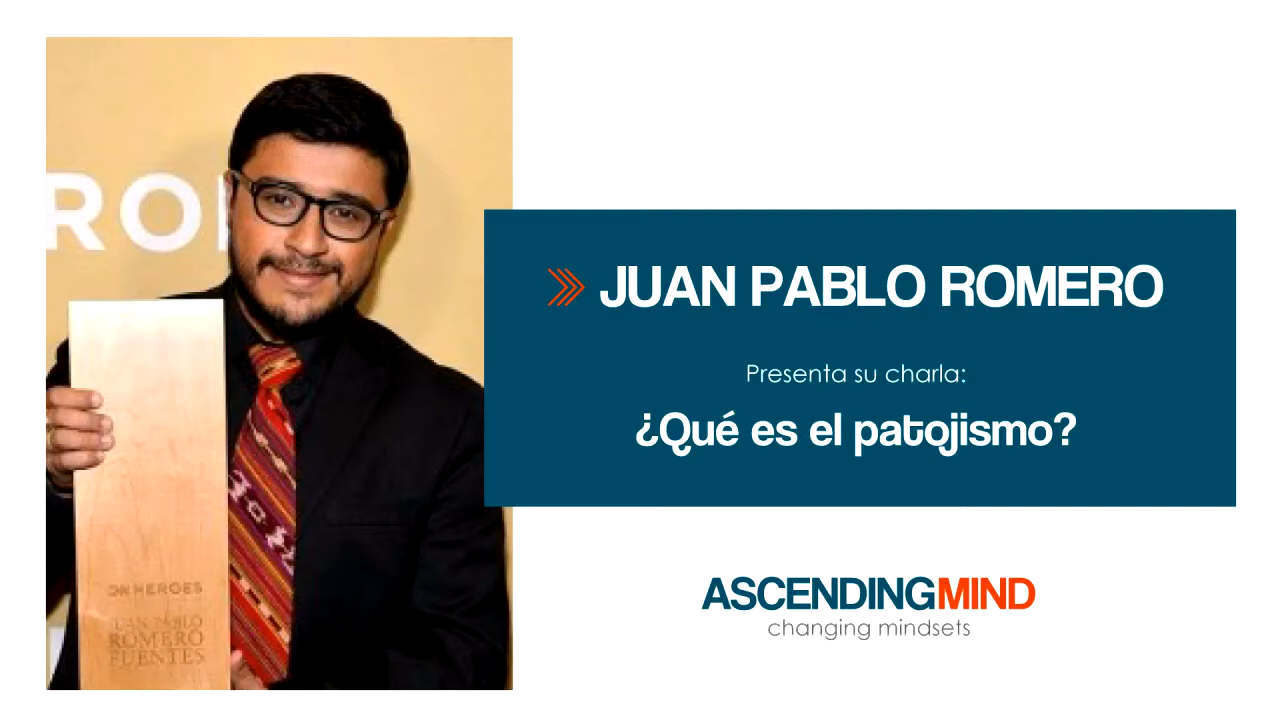 RO
JUAN PABLO ROMERO
Presenta su charla:
¿Qué es el patojismo?
HEROES
JUAN PABLO
ROMERO
FUENTES
ASCENDINGMIND
changing mindsets